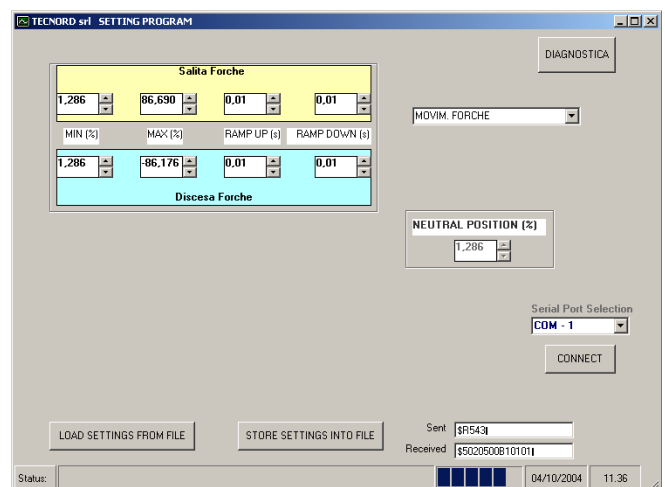 TECNORD srl SETTING PROGRAM
DIAGNOSTICA
Salita Forche
1,286 86,690 0,01 0,01
MOVIM. FORCHE
MIN (%) MAX (%) RAMP UP (s) RAMP DOWN (s)
1,286 -86,176 0,01 0,01
Discesa Forche
NEUTRAL POSITION (%)
1,286
Serial Port Selection
COM - 1
CONNECT
LOAD SETTINGS FROM FILE STORE SETTINGS INTO FILE
Sent $R543
Received $5020500B10101
Status: 04/10/2004 11.36